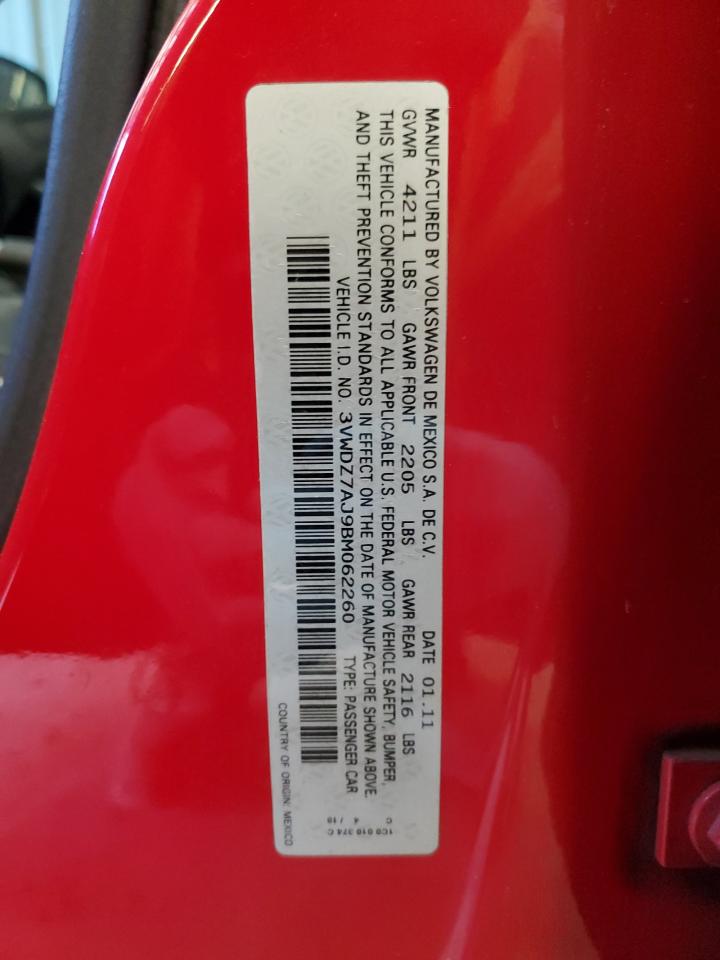 MANUFACTURED BY VOLKSWAGEN DE MEXICO S.A. DE C.V. DATE 01.11
GVWR 4211 LBS GAWR FRONT 2205 LBS GAWR REAR 2116 LBS
THIS VEHICLE CONFORMS TO ALL APPLICABLE U.S. FEDERAL MOTOR VEHICLE SAFETY, BUMPER,
AND THEFT PREVENTION STANDARDS IN EFFECT ON THE DATE OF MANUFACTURE SHOWN ABOVE.
VEHICLE I.D. NO. 3VWDZ7AJ9BM062260 TYPE: PASSENGER CAR
COUNTRY OF ORIGIN: MEXICO